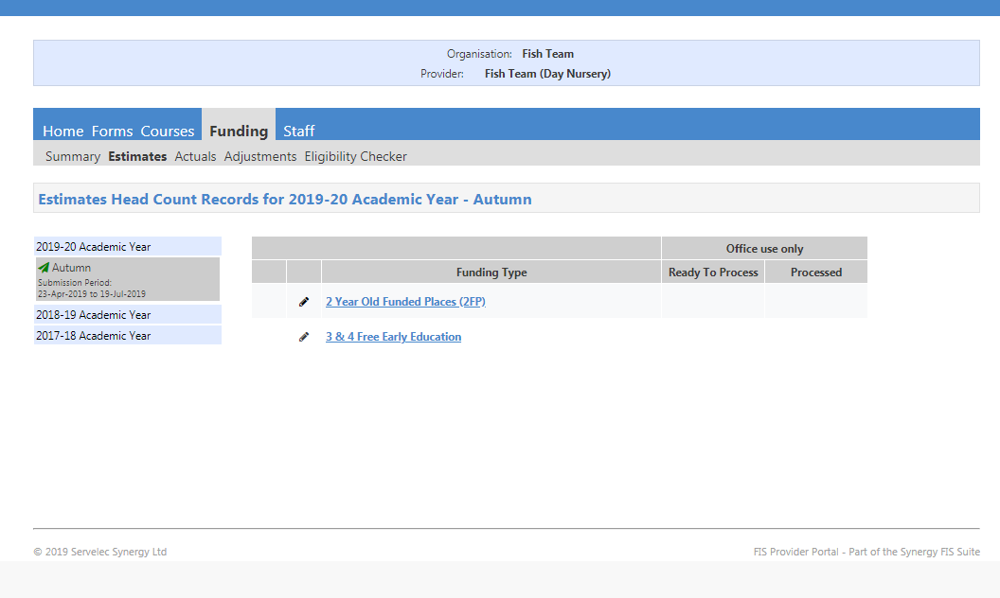 Organisation: Fish Team
Provider: Fish Team (Day Nursery)
Home Forms Courses Funding Staff
Summary Estimates Actuals Adjustments Eligibility Checker
Estimates Head Count Records for 2019-20 Academic Year - Autumn
2019-20 Academic Year
Autumn
Submission Period:
23-Apr-2019 to 19-Jul-2019
2018-19 Academic Year
2017-18 Academic Year
Office use only
Funding Type Ready To Process Processed
2 Year Old Funded Places (2FP)
3 & 4 Free Early Education
© 2019 Servelec Synergy Ltd FIS Provider Portal - Part of the Synergy FIS Suite